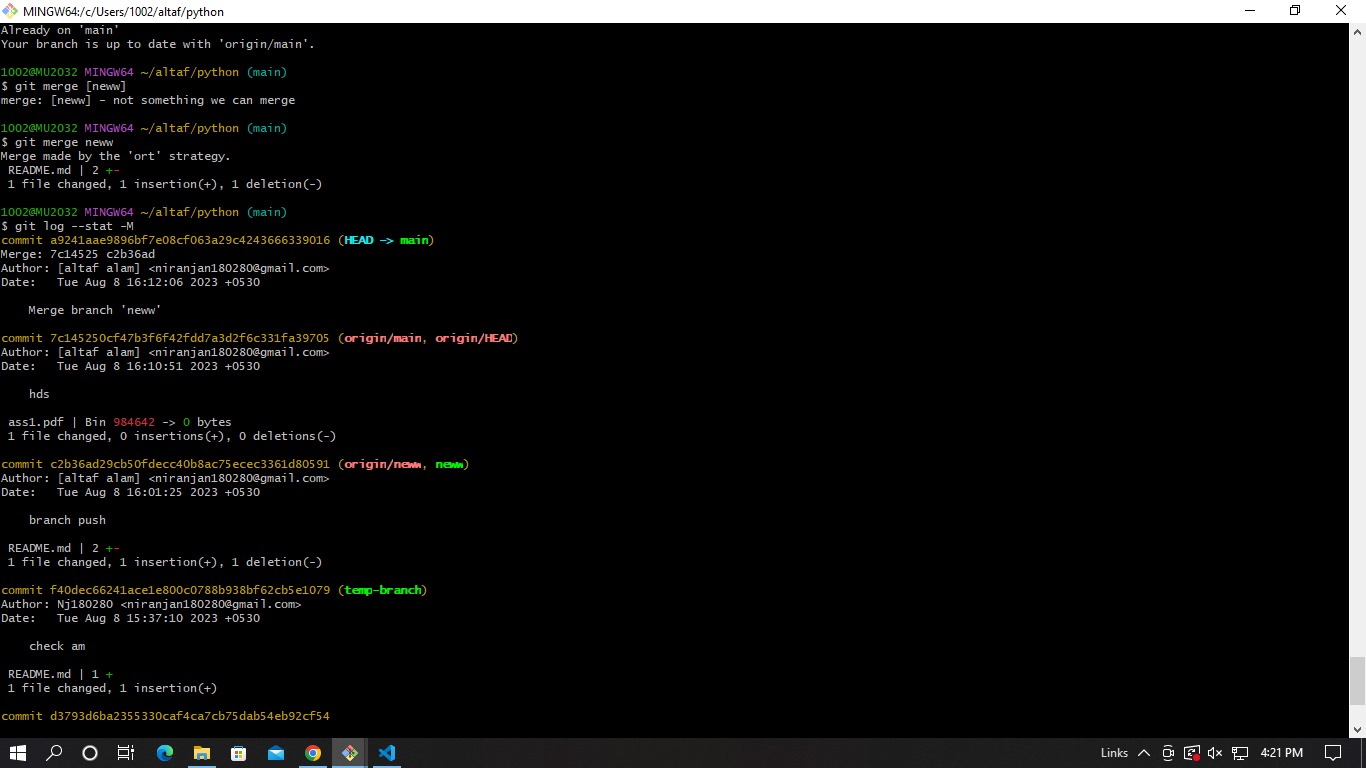 MINGW64:/c/Users/1002/altaf/python
Already on 'main'
Your branch is up to date with 'origin/main'.
1002@MU2032 MINGW64 ~/altaf/python (main)
$ git merge [neww]
merge: [neww] - not something we can merge
1002@MU2032 MINGW64 ~/altaf/python (main)
$ git merge neww
Merge made by the 'ort' strategy.
README.md | 2 +-
1 file changed, 1 insertion(+), 1 deletion(-)
1002@MU2032 MINGW64 ~/altaf/python (main)
$ git log --stat -M
commit a9241aae9896bf7e08cf063a29c4243666339016 (HEAD -> main)
Merge: 7c14525 c2b36ad
Author: [altaf alam] <niranjan180280@gmail.com>
Date:   Tue Aug 8 16:12:06 2023 +0530
Merge branch 'neww'
commit 7c145250cf47b3f6f42fdd7a3d2f6c331fa39705 (origin/main, origin/HEAD)
Author: [altaf alam] <niranjan180280@gmail.com>
Date:   Tue Aug 8 16:10:51 2023 +0530
hds
ass1.pdf | Bin 984642 -> 0 bytes
1 file changed, 0 insertions(+), 0 deletions(-)
commit c2b36ad29cb50fdecc40b8ac75ecec3361d80591 (origin/neww, neww)
Author: [altaf alam] <niranjan180280@gmail.com>
Date:   Tue Aug 8 16:01:25 2023 +0530
branch push
README.md | 2 +-
1 file changed, 1 insertion(+), 1 deletion(-)
commit f40dec66241ace1e800c0788b938bf62cb5e1079 (temp-branch)
Author: Nj180280 <niranjan180280@gmail.com>
Date:   Tue Aug 8 15:37:10 2023 +0530
check am
README.md | 1 +
1 file changed, 1 insertion(+)
commit d3793d6ba2355330caf4ca7cb75dab54eb92cf54
Links 4:21 PM